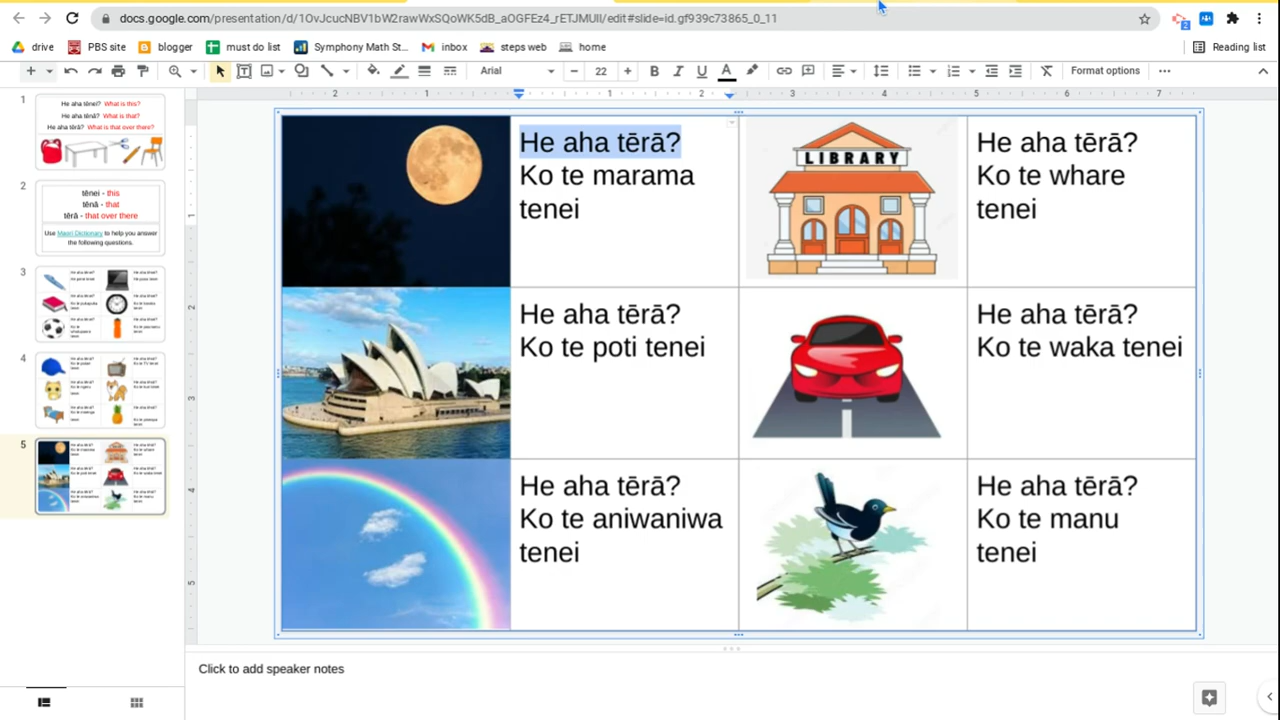 docs.google.com/presentation/d/1OvJcucNBV1bW2rawWxSQoWK5dB_aOGFEz4_rETJMUlI/edit#slide=id.gf939c73865_0_11
drive
PBS site
blogger
must do list
Symphony Math St...
inbox
steps web
home
Reading list
Arial
22
Format options
1
He aha tēnei? What is this?
He aha tēnā? What is that?
He aha tērā? What is that over there?
2
tēnei - this
tēnā - that
tērā - that over there
Use Maori Dictionary to help you answer
the following questions.
3
4
5
He aha tērā?
Ko te marama
tenei
LIBRARY
He aha tērā?
Ko te whare
tenei
He aha tērā?
Ko te poti tenei
He aha tērā?
Ko te waka tenei
He aha tērā?
Ko te aniwaniwa
tenei
He aha tērā?
Ko te manu
tenei
Click to add speaker notes